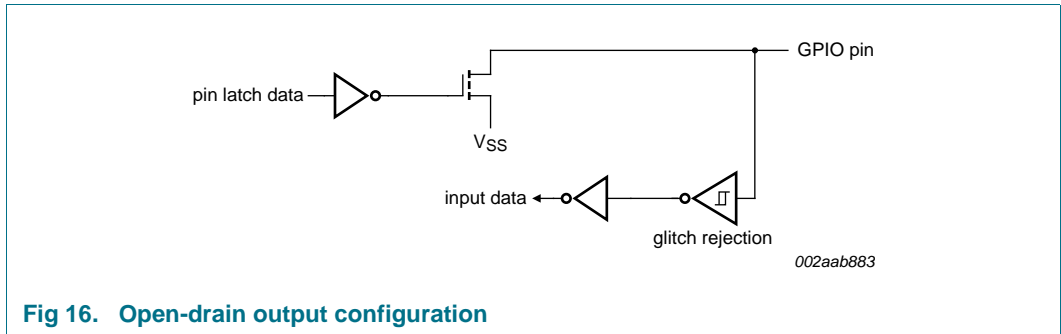 GPIO pin
pin latch data
VSS
input data
glitch rejection
002aab883
Fig 16. Open-drain output configuration